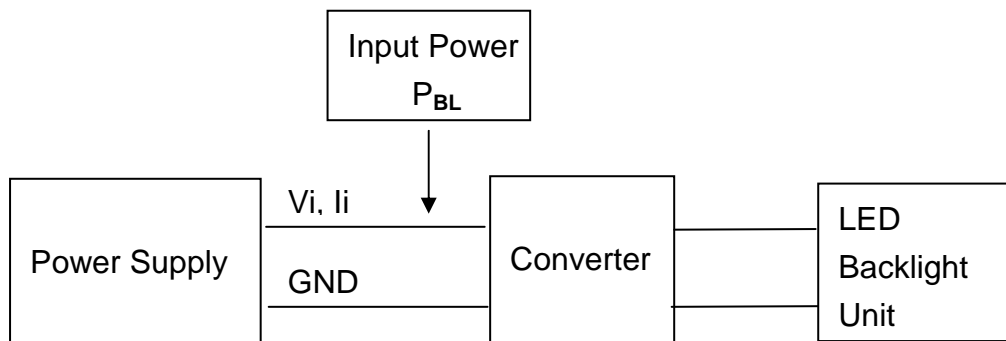 Input Power
P_BL
Vi, Ii
Power Supply
GND
Converter
LED
Backlight
Unit